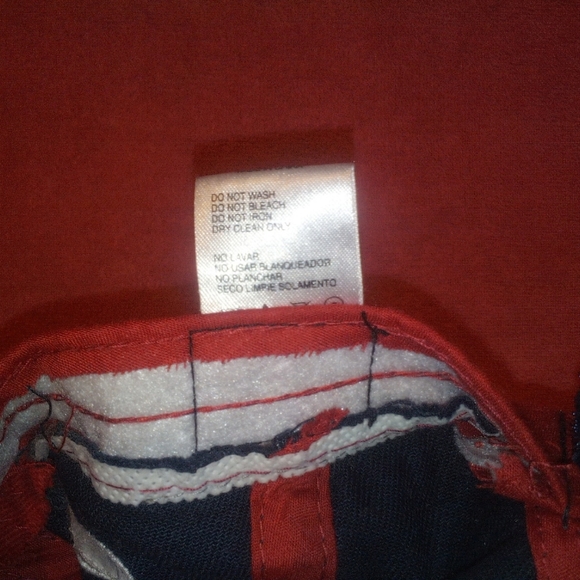 DO NOT WASH
DO NOT BLEACH
DO NOT IRON
DRY CLEAN ONLY
NO LAVAR
NO USAR BLANQUEADOR
NO PLANCHAR
SECO LIMPIE SOLAMENTO